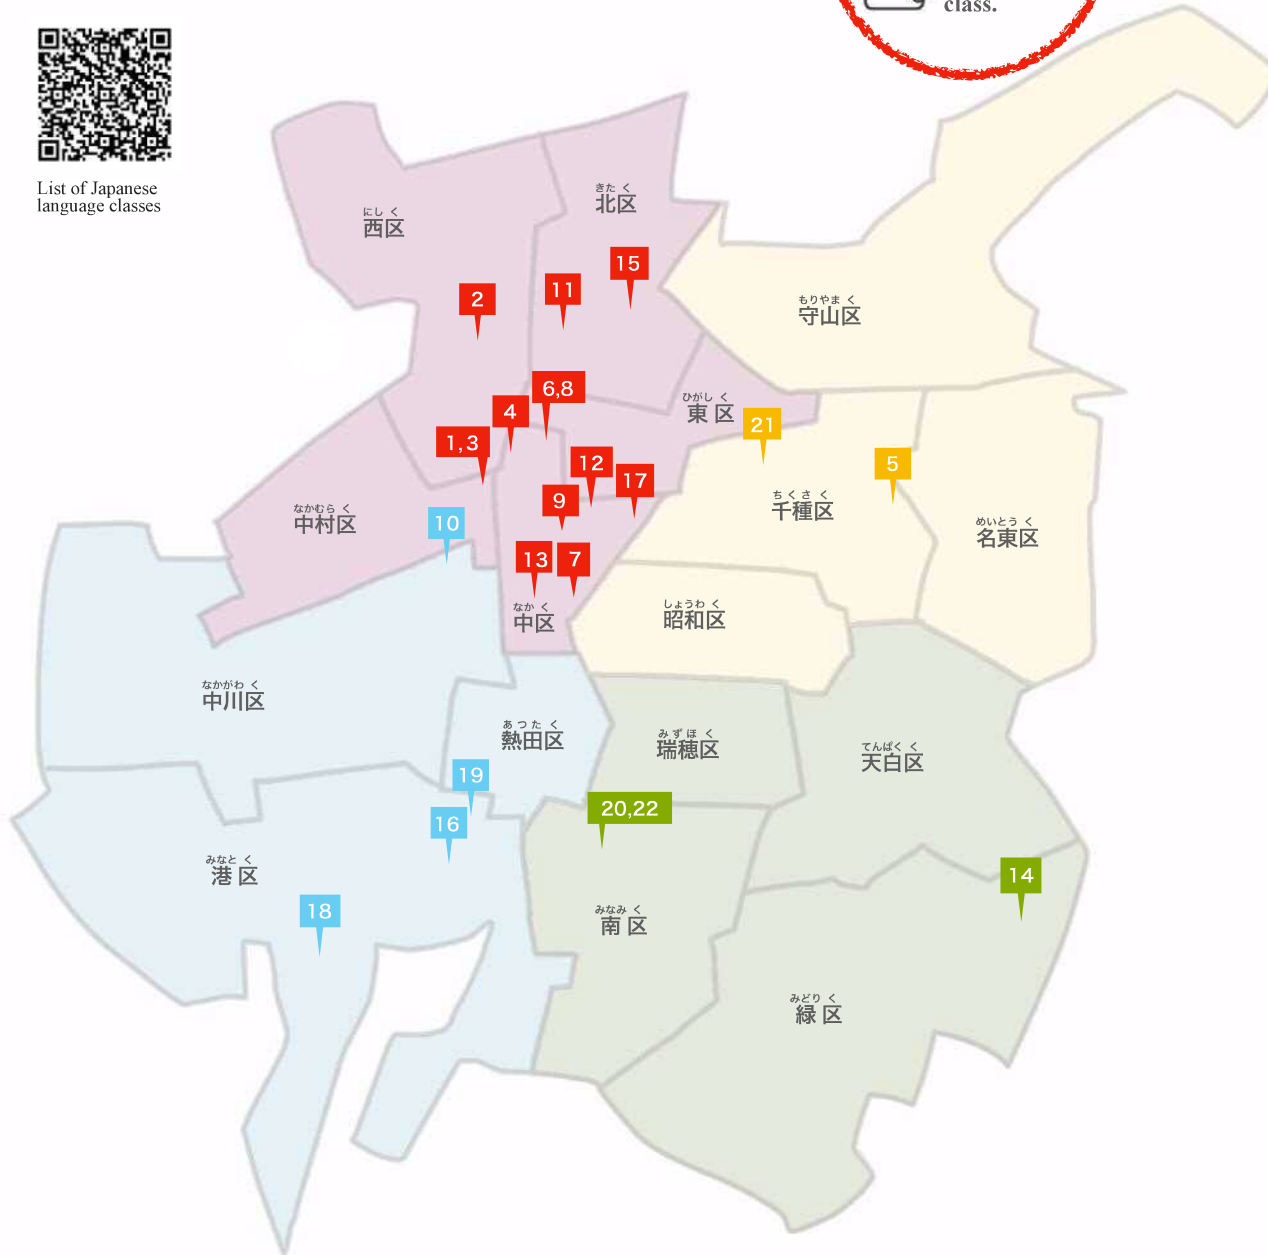 class.
List of Japanese
language classes
きた く
北区
にし く
西区
15
11
2
もりやま く
守山区
6,8
ひがし く
東 区
4
21
1,3
12
5
17
9
ちくさ く
千種区
なかむら く
中村区
10
めいとう く
名東区
13
7
なか く
中区
しょうわ く
昭和区
なかがわ く
中川区
あつた く
熱田区
みずほ く
瑞穂区
てんぱく く
天白区
19
20,22
16
みなと く
港 区
14
18
みなみ く
南 区
みどり く
緑 区